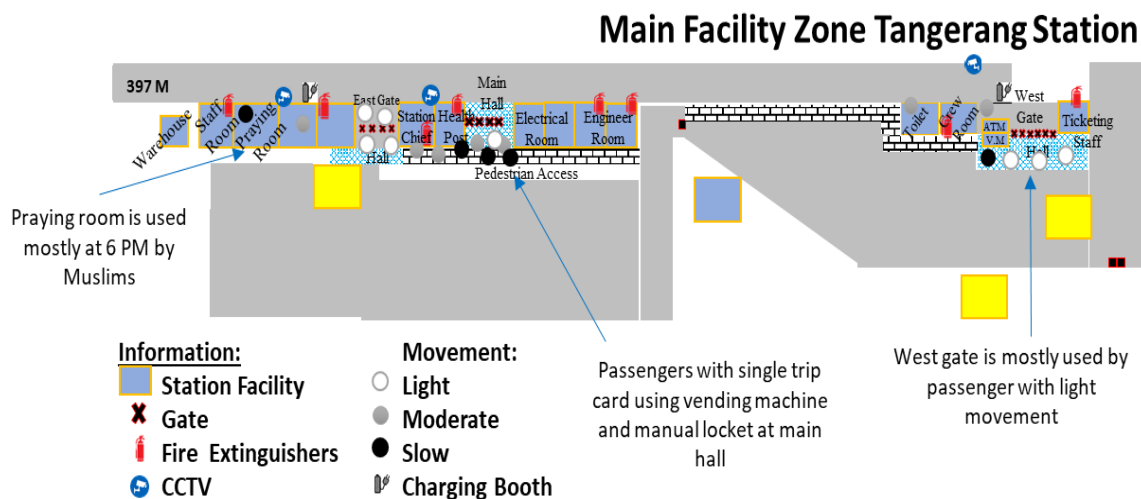 Main Facility Zone Tangerang Station
397 M
Main
Hall
East Gate
Hall
West
Gate
Hall
Warehouse
Staff
Room
Praying
Room
Station
Chief
Health
Post
Electrical
Room
Engineer
Room
Toilet
Crew
Room
ATM
V.M
Ticketing
Staff
Pedestrian Access
Praying room is used
mostly at 6 PM by
Muslims
Passengers with single trip
card using vending machine
and manual locket at main
hall
West gate is mostly used by
passenger with light
movement
Information:
Station Facility
Gate
Fire Extinguishers
CCTV
Movement:
Light
Moderate
Slow
Charging Booth